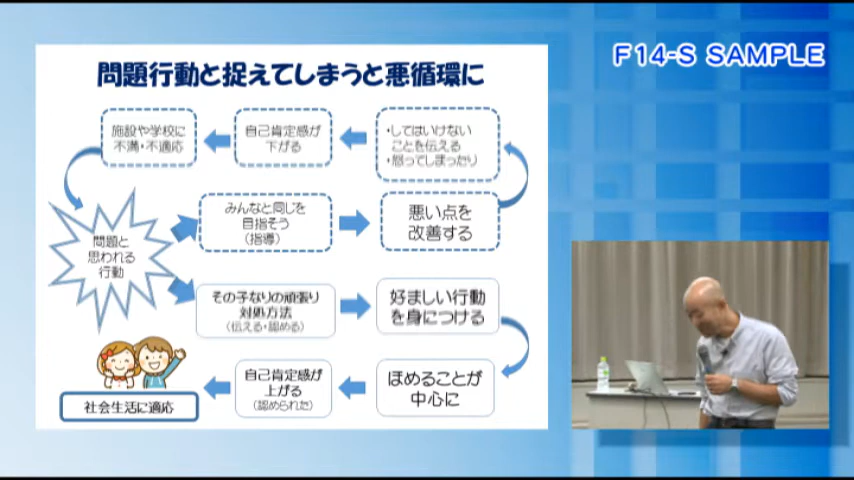 F14-S SAMPLE
問題行動と捉えてしまうと悪循環に
施設や学校に
不満・不適応
自己肯定感が
下がる
・してはいけない
ことを伝える
・怒ってしまったり
みんなと同じを
目指そう
(指導)
悪い点を
改善する
問題と
思われる
行動
その子なりの頑張り
対処方法
(伝える・認める)
好ましい行動
を身につける
自己肯定感が
上がる
(認められた)
ほめることが
中心に
社会生活に適応